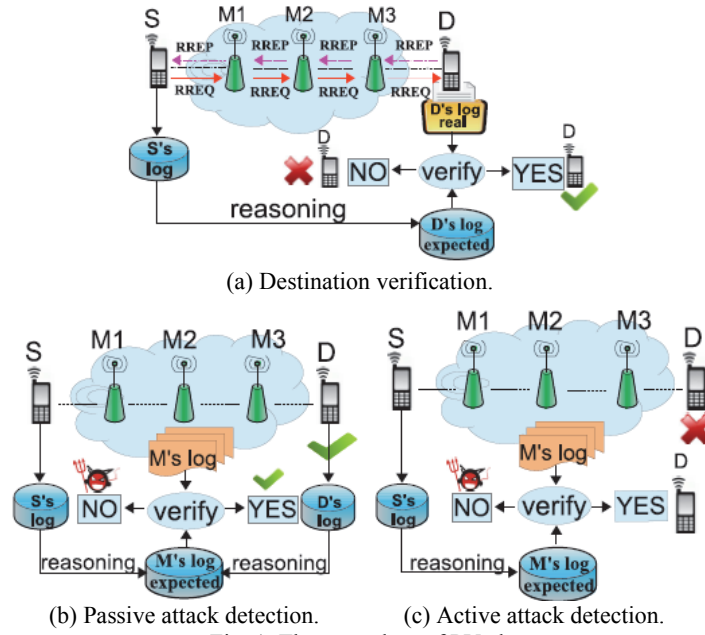 S
M1
M2
M3
D
RREP
RREP
RREP
RREP
RREQ
RREQ
RREQ
RREQ
D's log
real
S's
log
D
NO
verify
YES
D
reasoning
D's log
expected
(a) Destination verification.
S
M1
M2
M3
D
M's log
S's
log
NO
verify
YES
D's
log
reasoning
M's log
expected
reasoning
(b) Passive attack detection.
S
M1
M2
M3
D
M's log
D
S's
log
NO
verify
YES
reasoning
M's log
expected
(c) Active attack detection.